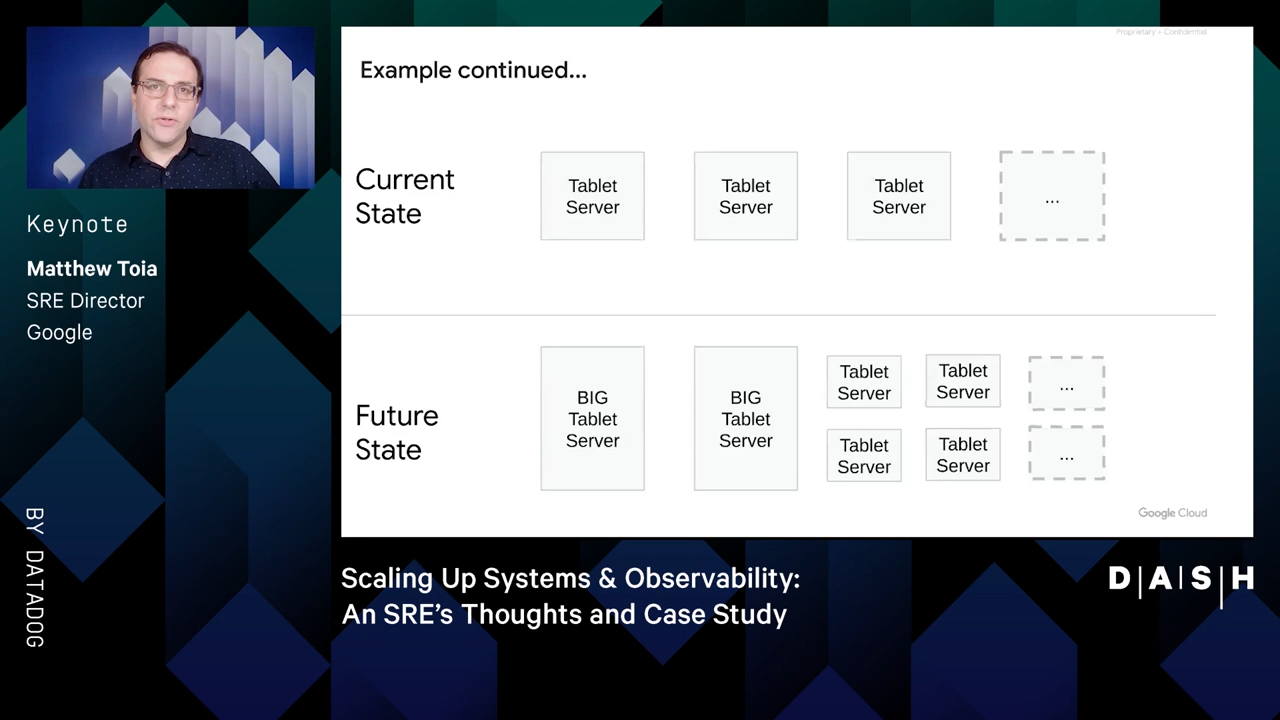 Proprietary + Confidential
Example continued...
Current
State
Tablet
Server
Tablet
Server
Tablet
Server
...
Future
State
BIG
Tablet
Server
BIG
Tablet
Server
Tablet
Server
Tablet
Server
...
Tablet
Server
Tablet
Server
...
Google Cloud
Keynote
Matthew Toia
SRE Director
Google
BY DATADOG
Scaling Up Systems & Observability:
An SRE's Thoughts and Case Study
D|A|S|H